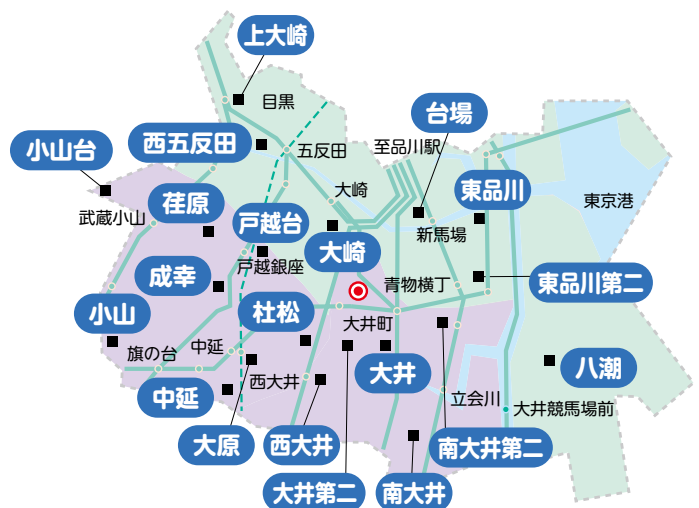 上大崎
目黒
台場
西五反田
五反田
至品川駅
小山台
大崎
東品川
東京港
荏原
武蔵小山
戸越台
新馬場
大崎
戸越銀座
成幸
青物横丁
東品川第二
小山
杜松
大井町
旗の台
中延
西大井
大井
八潮
中延
立会川
大井競馬場前
大原
西大井
南大井第二
大井第二
南大井